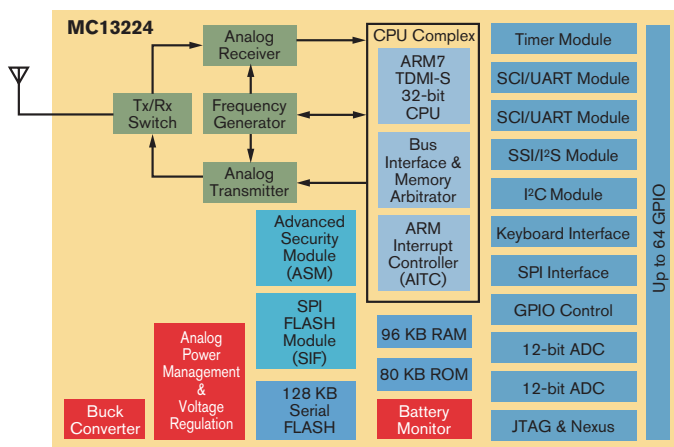 MC13224
Analog
Receiver
Tx/Rx
Switch
Frequency
Generator
Analog
Transmitter
CPU Complex
ARM7
TDMI-S
32-bit
CPU
Bus
Interface &
Memory
Arbitrator
ARM
Interrupt
Controller
(AITC)
Advanced
Security
Module
(ASM)
SPI
FLASH
Module
(SIF)
128 KB
Serial
FLASH
Analog
Power
Management
&
Voltage
Regulation
Buck
Converter
96 KB RAM
80 KB ROM
Battery
Monitor
Timer Module
SCI/UART Module
SCI/UART Module
SSI/I²S Module
I²C Module
Keyboard Interface
SPI Interface
GPIO Control
12-bit ADC
12-bit ADC
JTAG & Nexus
Up to 64 GPIO